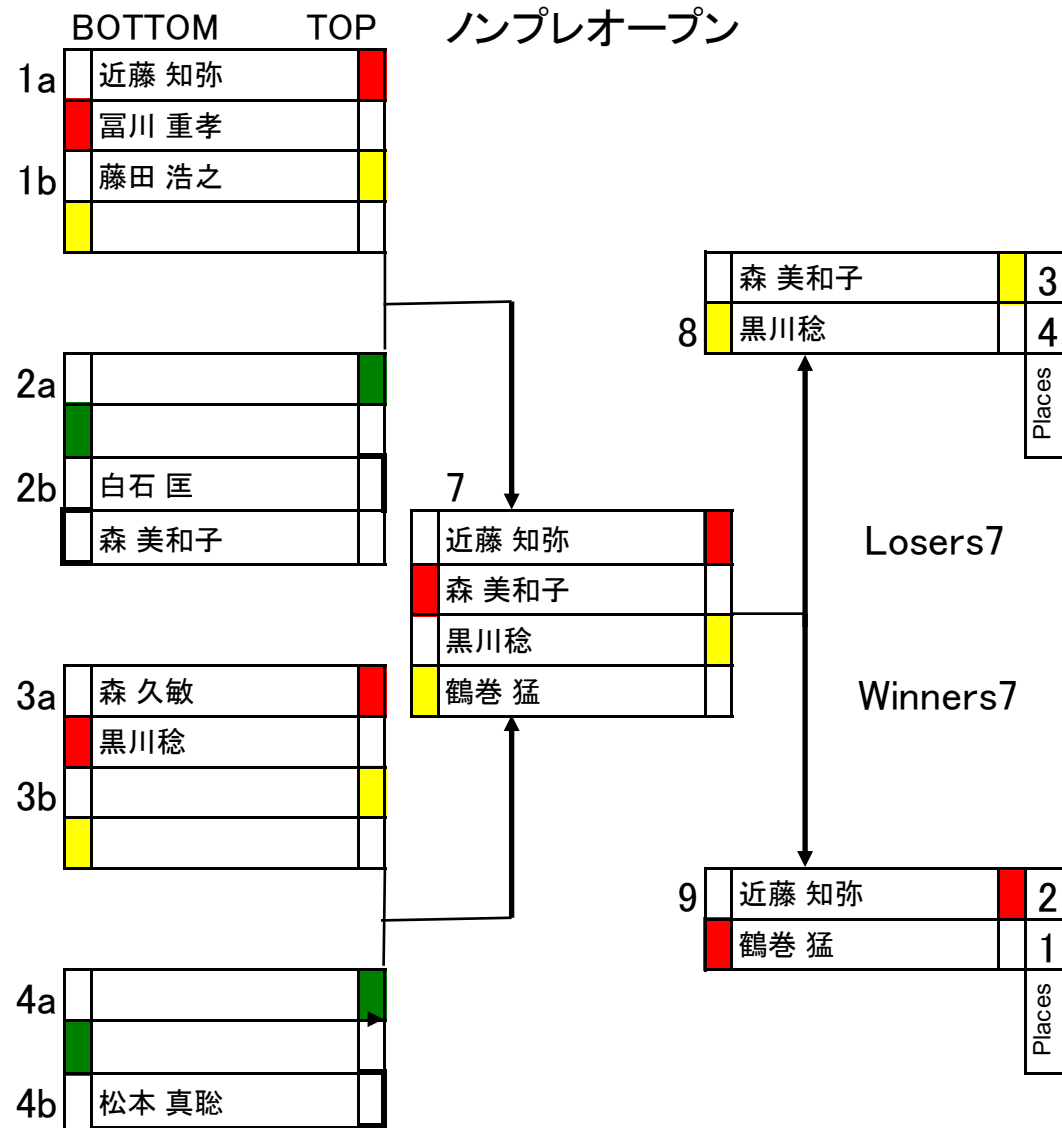 BOTTOM TOP ノンプレオープン
1a 近藤 知弥
冨川 重孝
1b 藤田 浩之
森 美和子 3
8 黒川稔 4
Places
2a
2b 白石 匡
森 美和子
7
近藤 知弥
森 美和子
黒川稔
鶴巻 猛
Losers7
Winners7
3a 森 久敏
黒川稔
3b
9 近藤 知弥 2
鶴巻 猛 1
Places
4a
4b 松本 真聡